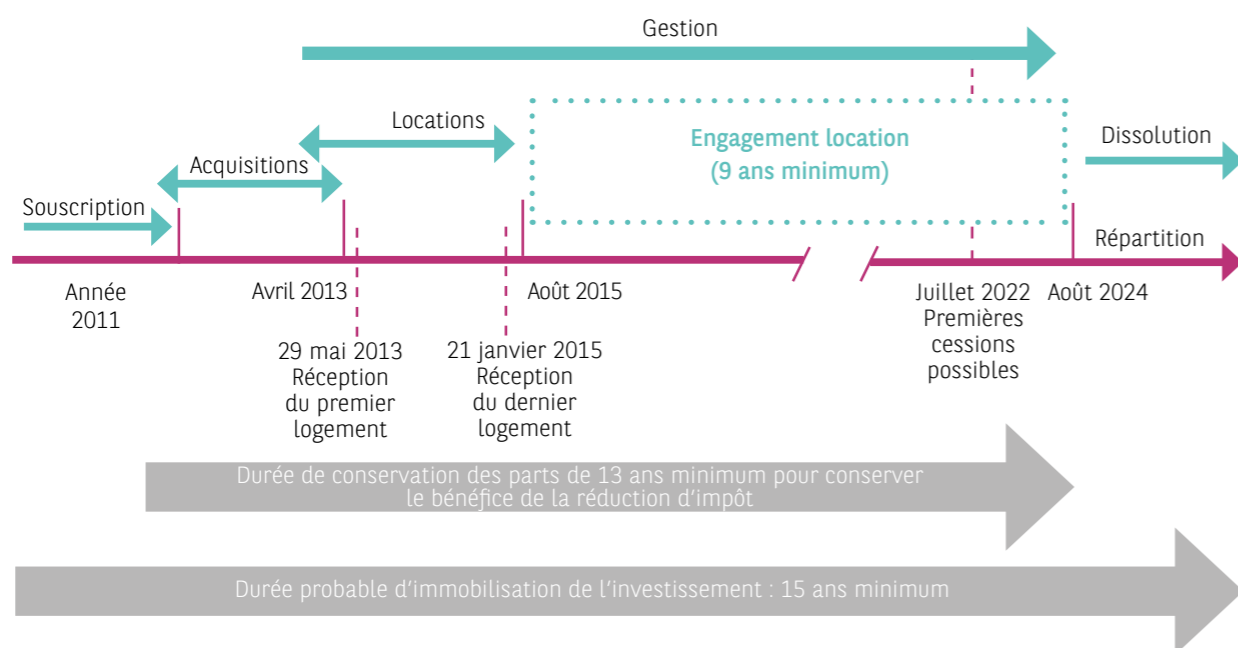 Gestion
Locations
Engagement location
(9 ans minimum)
Dissolution
Acquisitions
Souscription
Répartition
Année
2011
Avril 2013
Août 2015
Juillet 2022
Premières
cessions
possibles
Août 2024
29 mai 2013
Réception
du premier
logement
21 janvier 2015
Réception
du dernier
logement
Durée de conservation des parts de 13 ans minimum pour conserver
le bénéfice de la réduction d'impôt
Durée probable d'immobilisation de l'investissement : 15 ans minimum